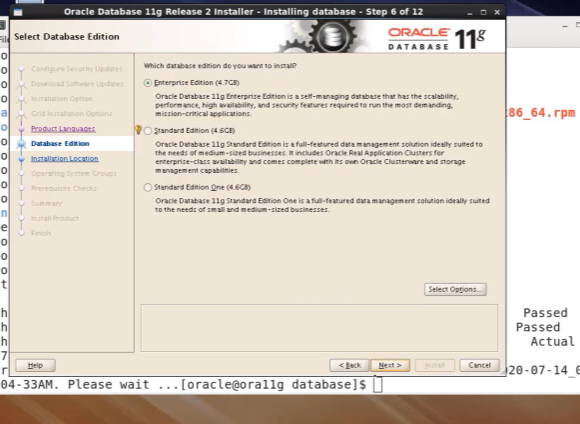 Oracle Database 11g Release 2 Installer - Installing database - Step 6 of 12
Select Database Edition
ORACLE
DATABASE 11g
Configure Security Updates
Download Software Updates
Installation Option
Grid Installation Options
Product Languages
Database Edition
Installation Location
Operating System Groups
Prerequisite Checks
Summary
Install Product
Finish
Which database edition do you want to install?
Enterprise Edition (4.7GB)
Oracle Database 11g Enterprise Edition is a self-managing database that has the scalability,
performance, high availability, and security features required to run the most demanding,
mission-critical applications.
Standard Edition (4.6GB)
Oracle Database 11g Standard Edition is a full-featured data management solution ideally suited to
the needs of medium-sized businesses. It includes Oracle Real Application Clusters for
enterprise-class availability and comes complete with its own Oracle Clusterware and storage
management capabilities.
Standard Edition One (4.6GB)
Oracle Database 11g Standard Edition One is a full-featured data management solution ideally suited
to the needs of small and medium-sized businesses.
Select Options...
Help
< Back
Next >
Install
Cancel
86_64.rpm
Passed
Passed
Actual
020-07-14_0
04-33AM. Please wait ...[oracle@ora11g database]$